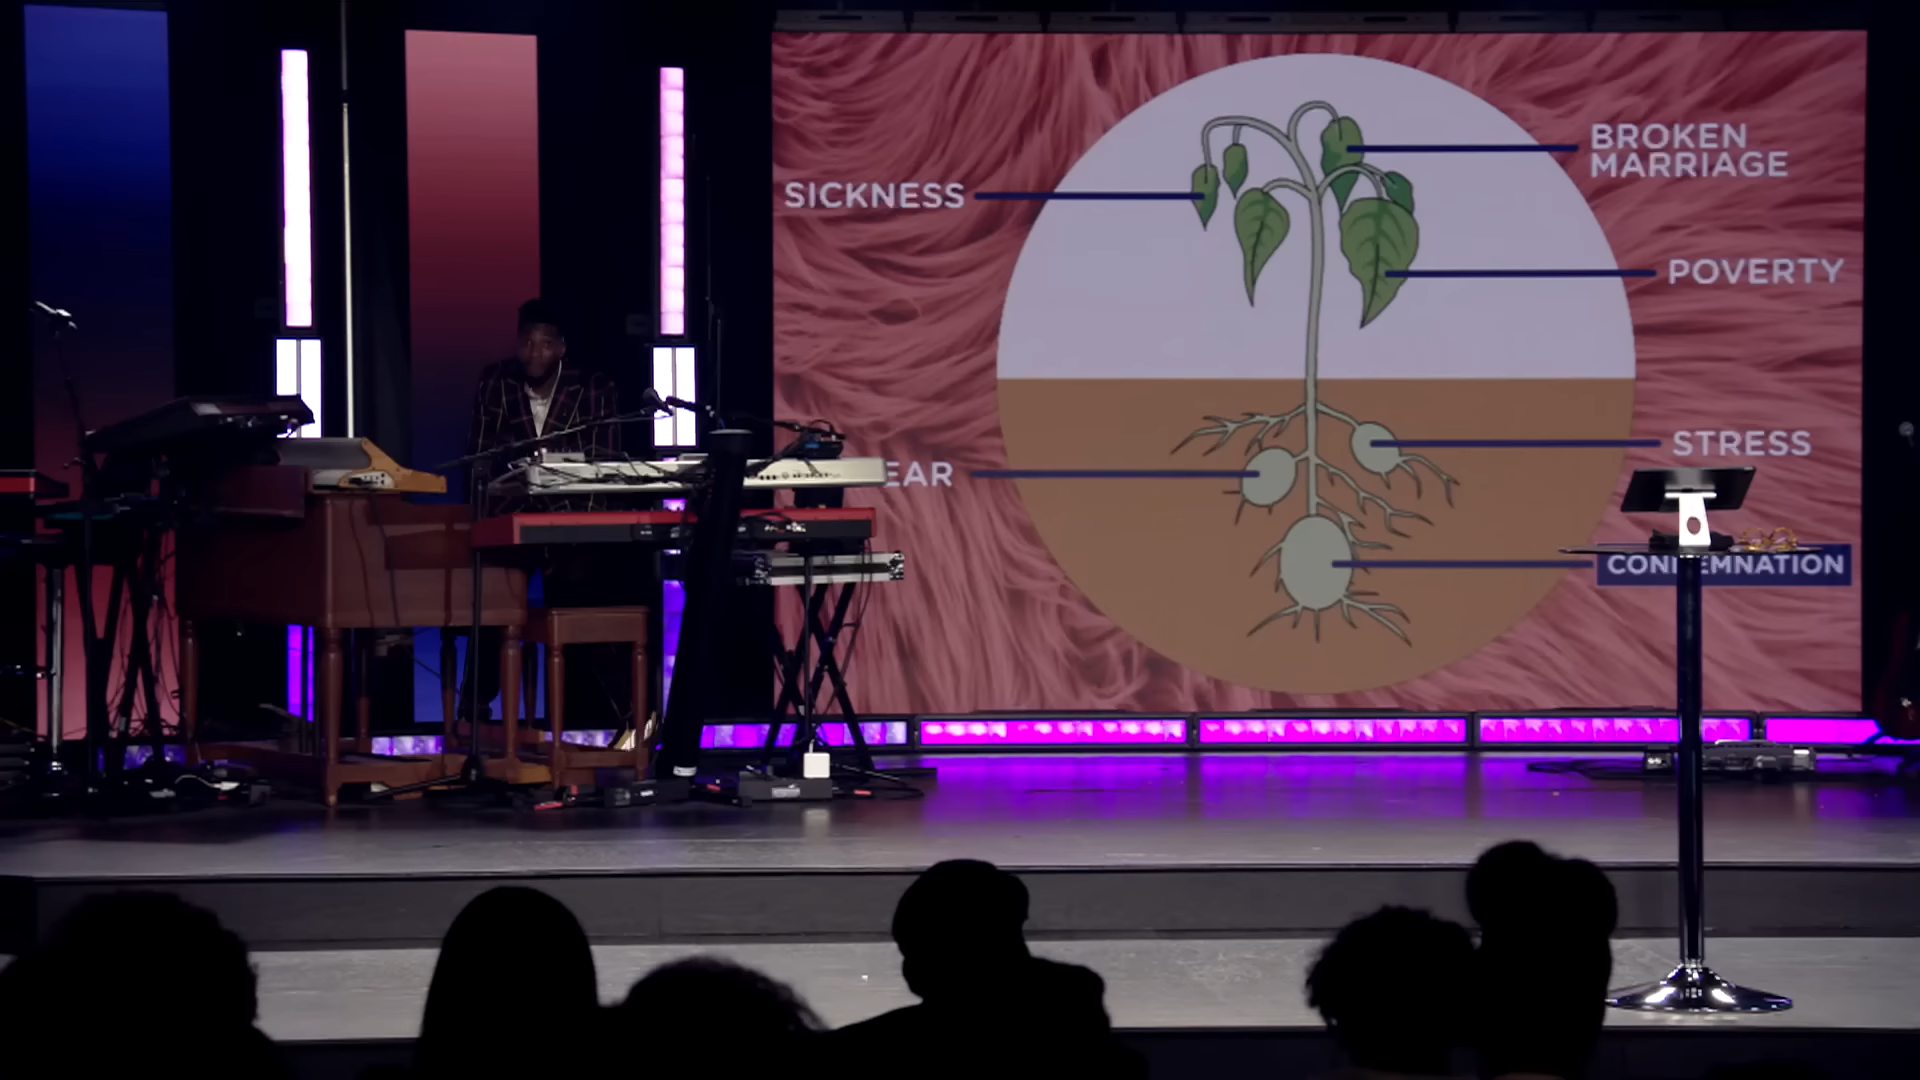 BROKEN
MARRIAGE
SICKNESS
POVERTY
STRESS
EAR
CONDEMNATION